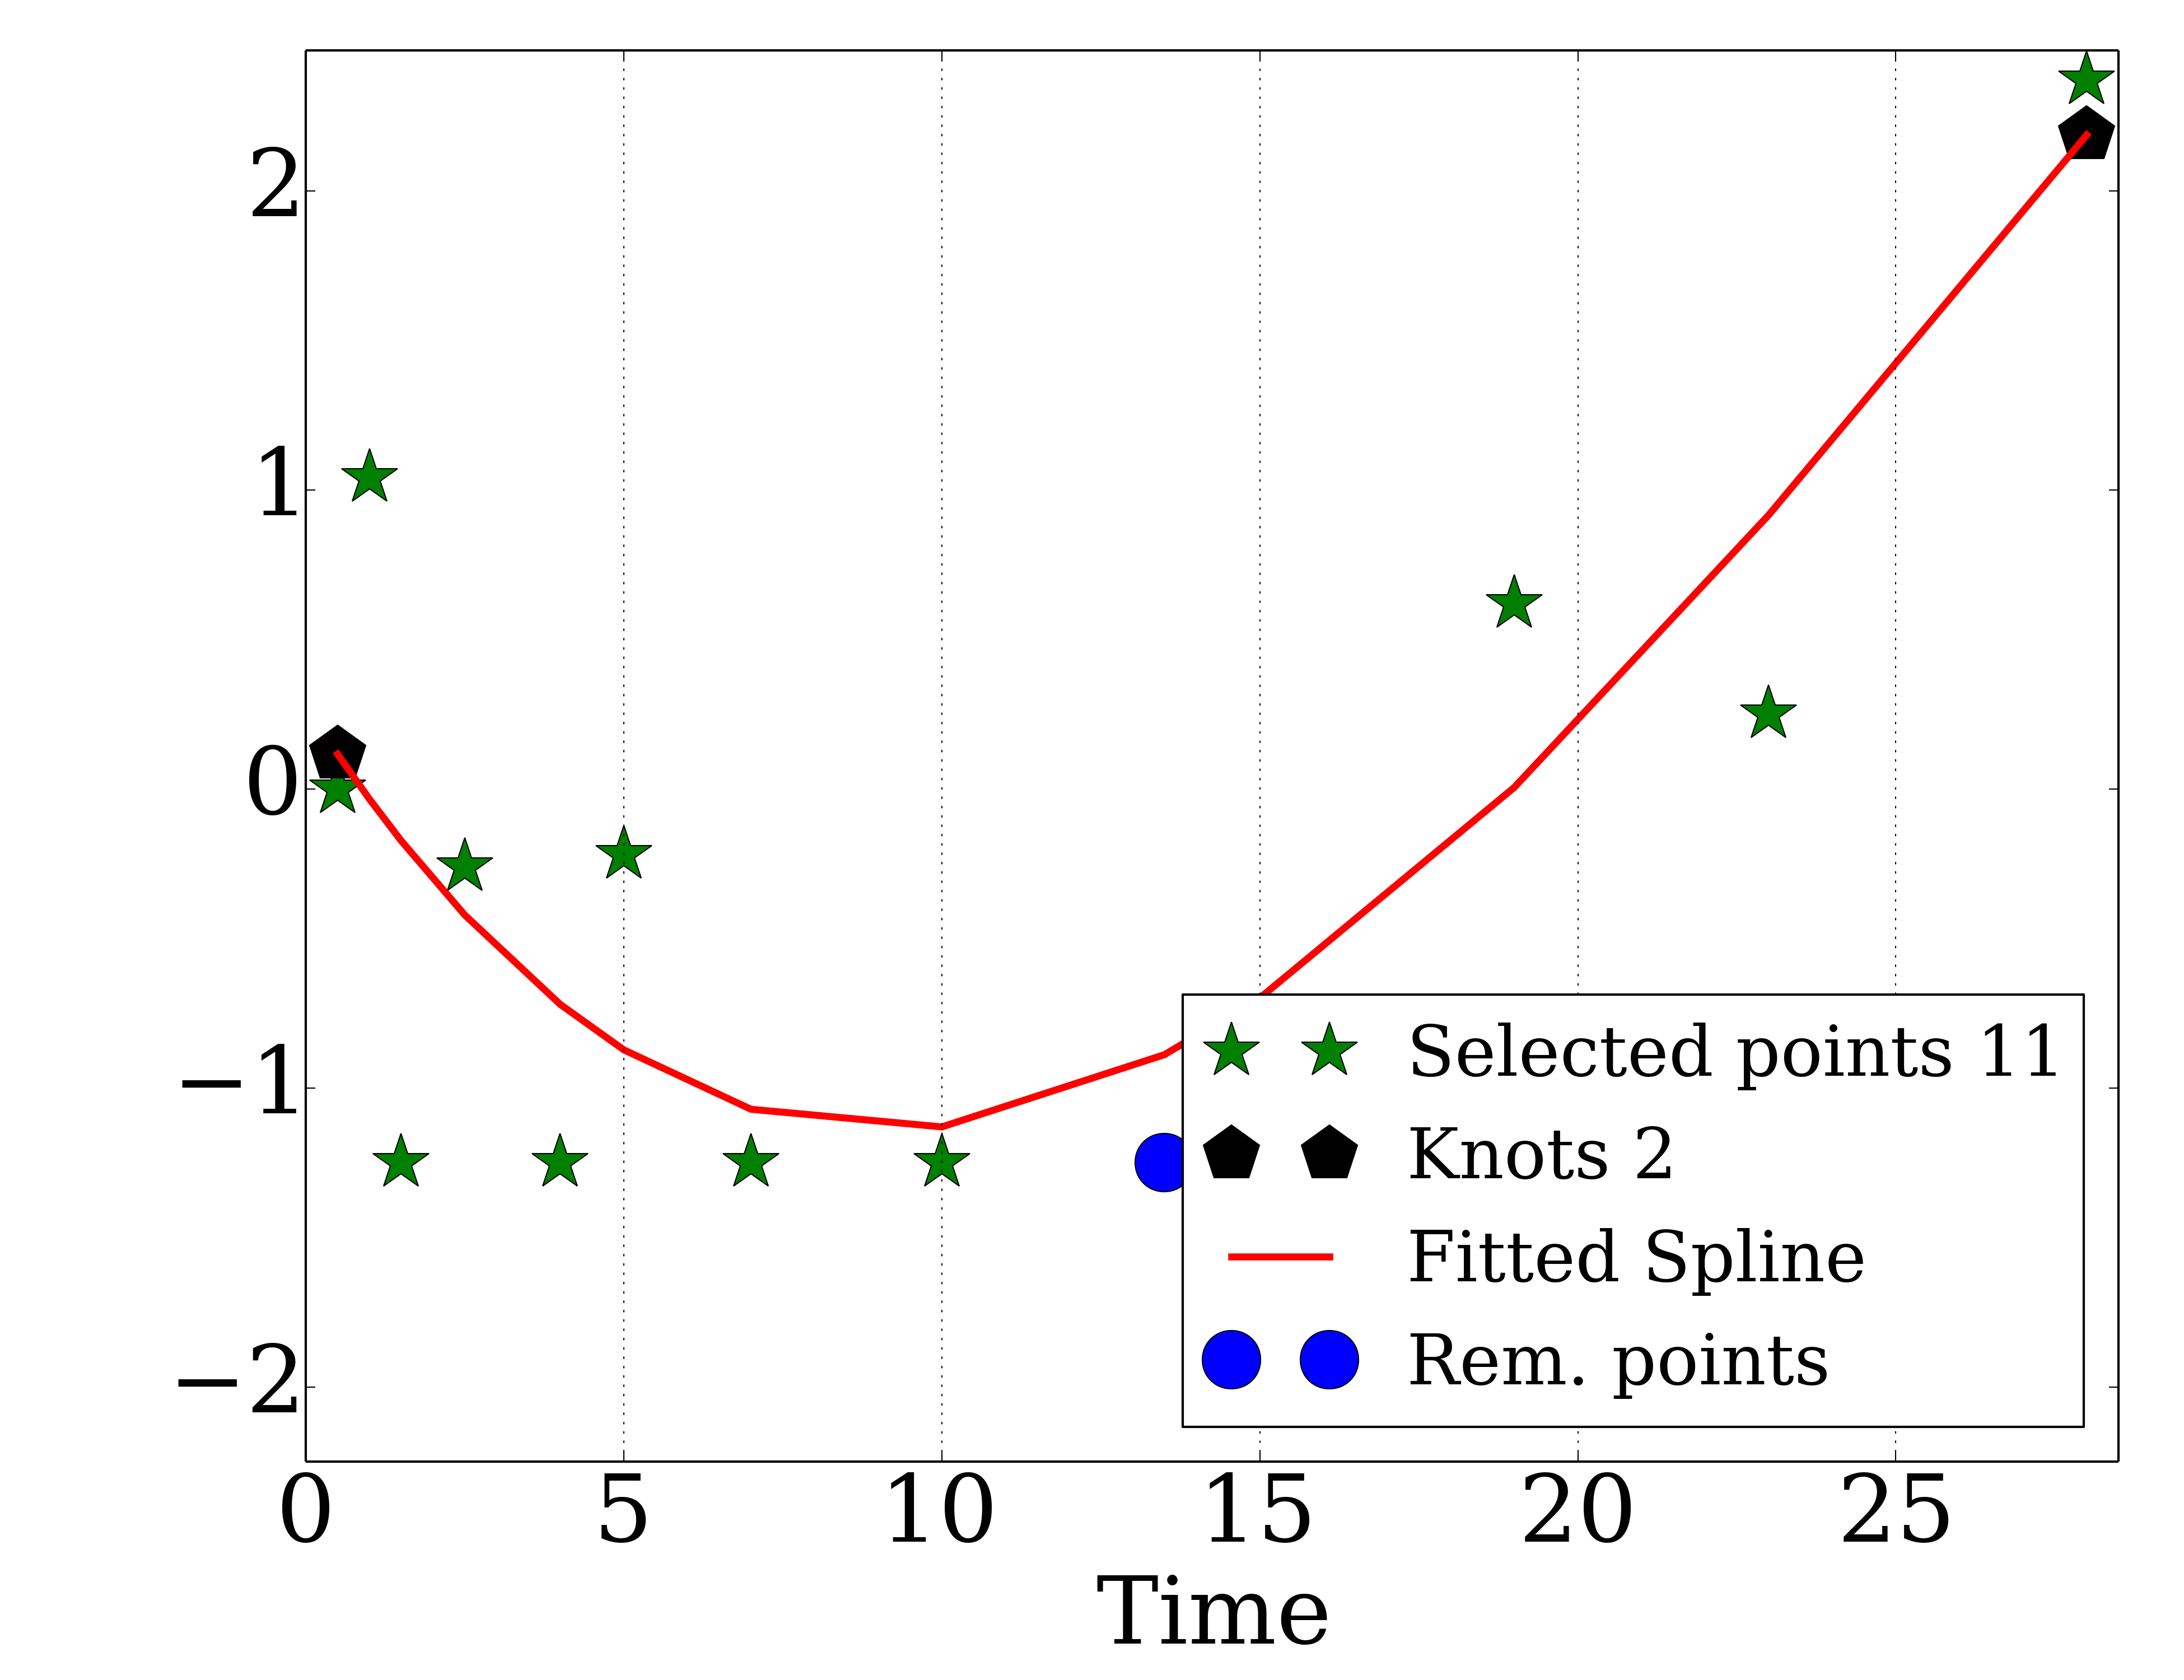 2
1
0
−1
−2
Selected points 11
Knots 2
Fitted Spline
Rem. points
0 5 10 15 20 25
Time